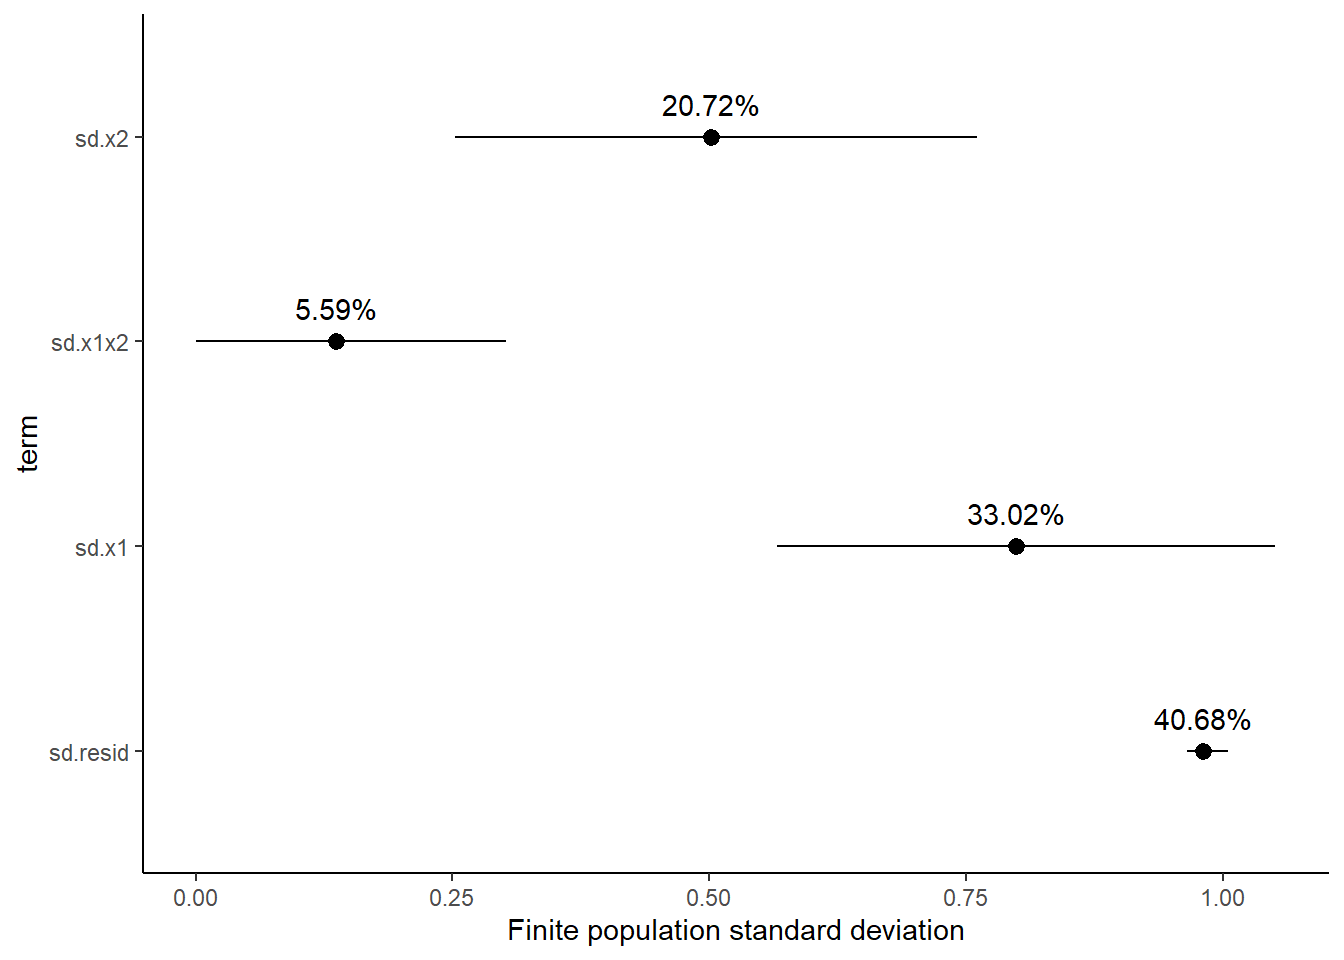 20.72%
sd.x2
5.59%
sd.x1x2
term
33.02%
sd.x1
40.68%
sd.resid
0.00 0.25 0.50 0.75 1.00
Finite population standard deviation